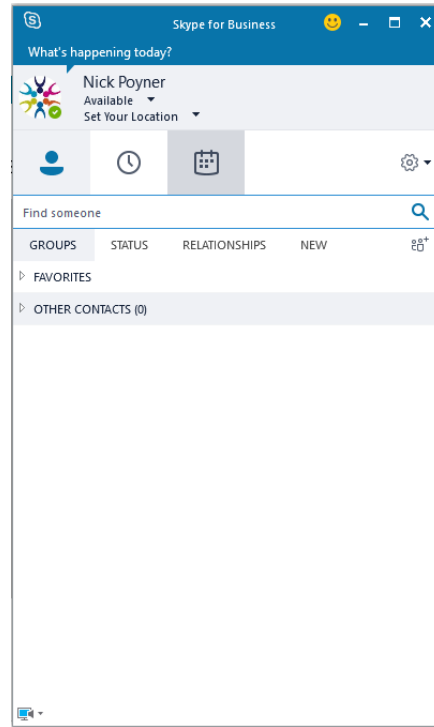 Skype for Business
What's happening today?
Nick Poyner
Available
Set Your Location
Find someone
GROUPS STATUS RELATIONSHIPS NEW
FAVORITES
OTHER CONTACTS (0)